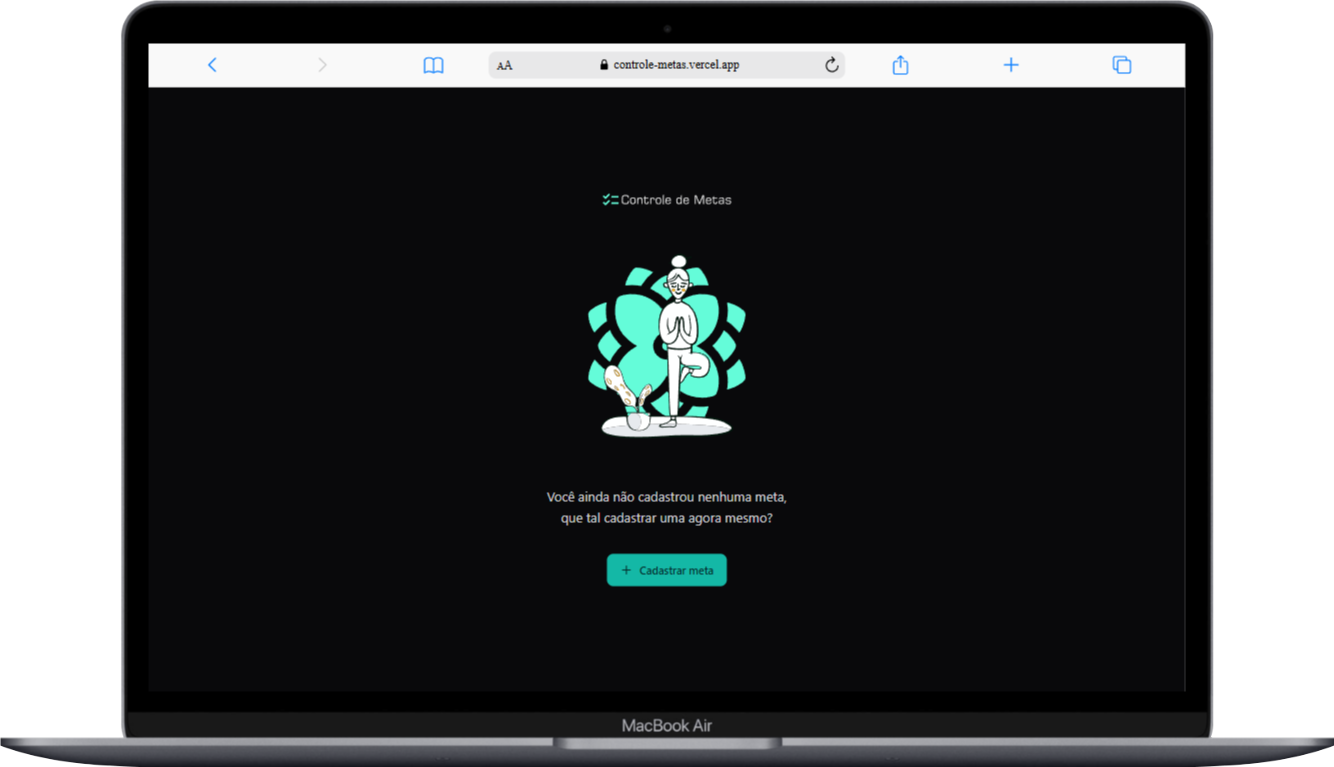 AA
controle-metas.vercel.app
Controle de Metas
Você ainda não cadastrou nenhuma meta,
que tal cadastrar uma agora mesmo?
+ Cadastrar meta
MacBook Air